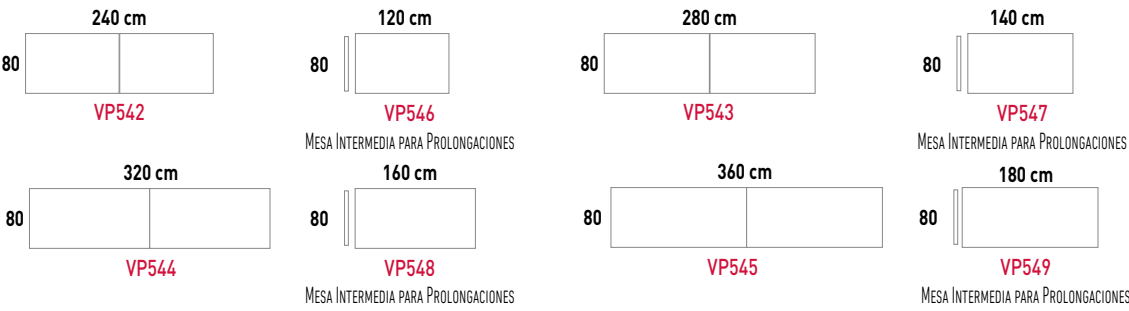 240 cm
120 cm
280 cm
140 cm
80
80
80
80
VP542
VP546
VP543
VP547
Mesa Intermedia para Prolongaciones
Mesa Intermedia para Prolongaciones
320 cm
160 cm
360 cm
180 cm
80
80
80
80
VP544
VP548
VP545
VP549
Mesa Intermedia para Prolongaciones
Mesa Intermedia para Prolongaciones